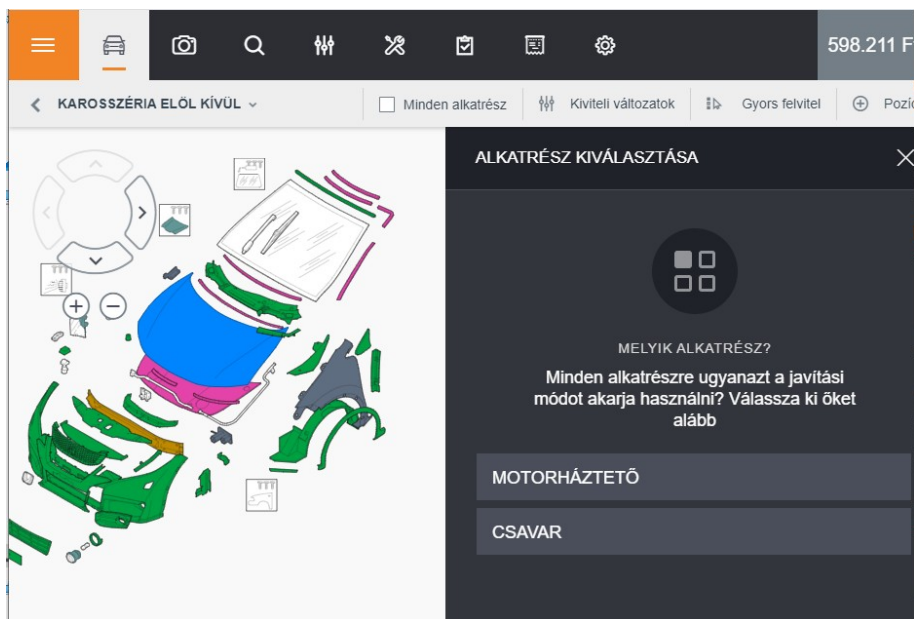 598.211 F
KAROSSZÉRIA ELÖL KÍVÜL
Minden alkatrész
Kiviteli változatok
Gyors felvitel
Pozíc
ALKATRÉSZ KIVÁLASZTÁSA
MELYIK ALKATRÉSZ?
Minden alkatrészre ugyanazt a javítási
módot akarja használni? Válassza ki őket
alább
MOTORHÁZTETŐ
CSAVAR